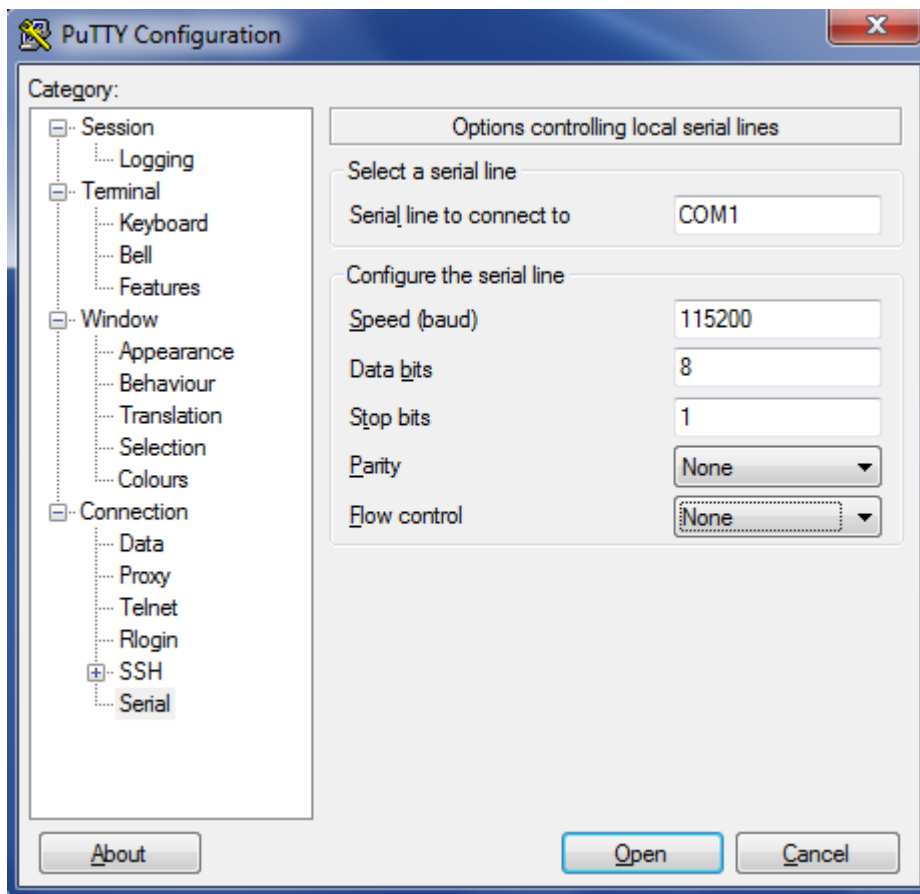 PuTTY Configuration
Category:
Session
Logging
Terminal
Keyboard
Bell
Features
Window
Appearance
Behaviour
Translation
Selection
Colours
Connection
Data
Proxy
Telnet
Rlogin
SSH
Serial
Options controlling local serial lines
Select a serial line
Serial line to connect to COM1
Configure the serial line
Speed (baud) 115200
Data bits 8
Stop bits 1
Parity None
Flow control None
About Open Cancel